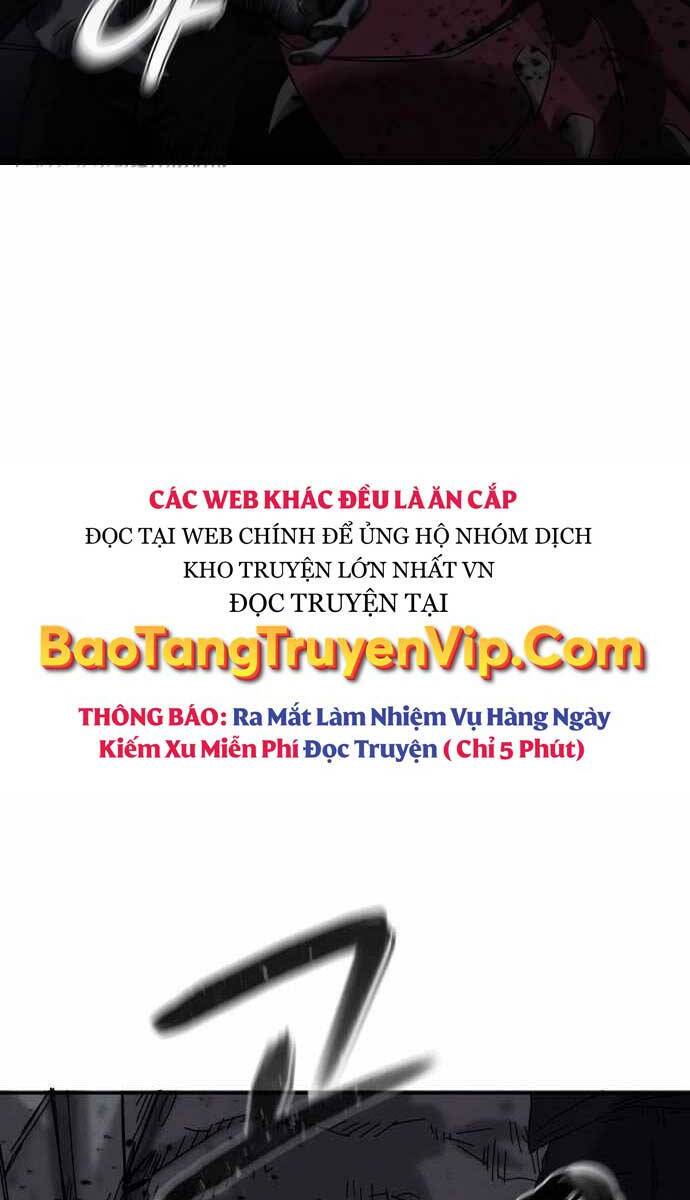 CÁC WEB KHÁC ĐỀU LÀ ĂN CẮP
ĐỌC TẠI WEB CHÍNH ĐỂ ỦNG HỘ NHÓM DỊCH
KHO TRUYỆN LỚN NHẤT VN
ĐỌC TRUYỆN TẠI
BaoTangTruyenVip.Com
THÔNG BÁO: Ra Mắt Làm Nhiệm Vụ Hàng Ngày
Kiếm Xu Miễn Phí Đọc Truyện ( Chỉ 5 Phút)